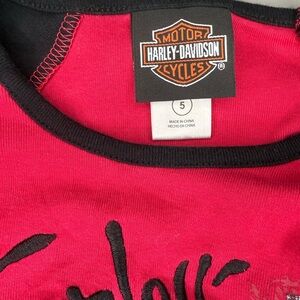 MOTOR
HARLEY-DAVIDSON
CYCLES
®
5
MADE IN CHINA
HECHO EN CHINA